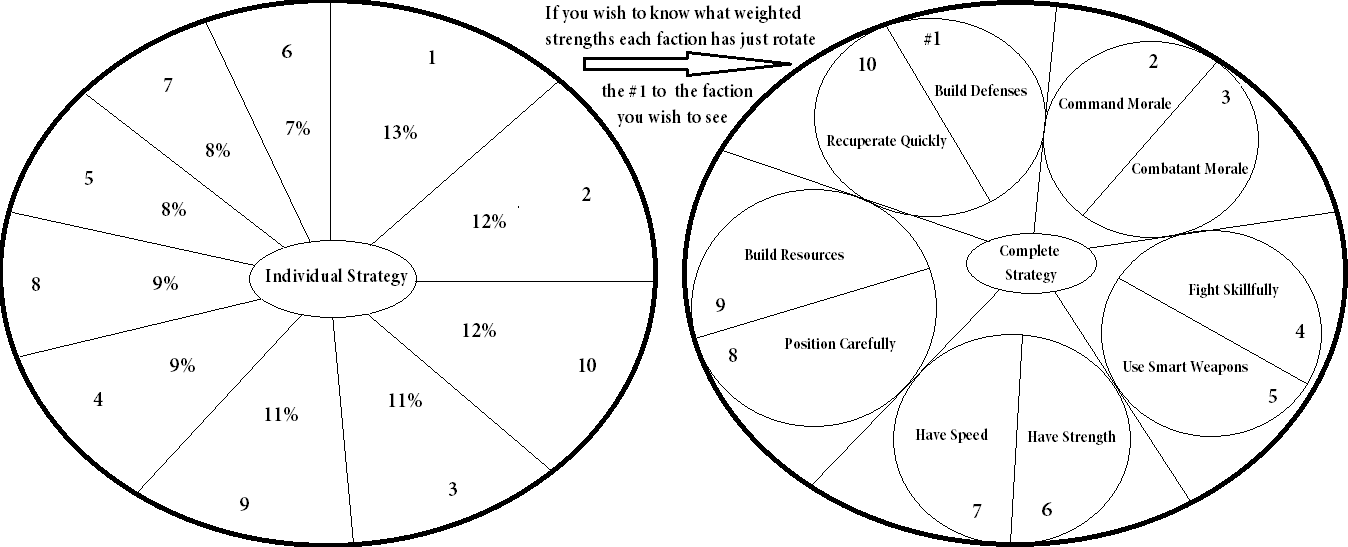 If you wish to know what weighted
strengths each faction has just rotate
the #1 to the faction
you wish to see
6
1
7
7%
13%
8%
5
8%
2
12%
Individual Strategy
8
9%
12%
10
9%
4
11%
11%
9
3
#1
10
Build Defenses
Recuperate Quickly
2
Command Morale
3
Combatant Morale
Build Resources
9
Complete
Strategy
Fight Skillfully
4
8
Position Carefully
Use Smart Weapons
5
Have Speed
Have Strength
7
6